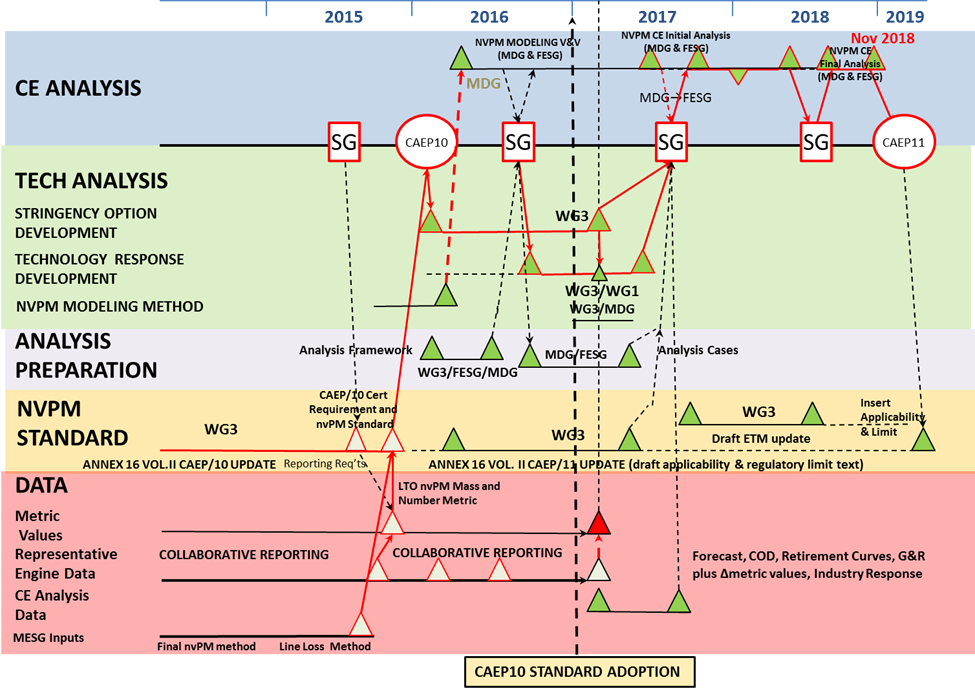 2015 2016 2017 2018 2019
Nov 2018
NVPM MODELING V&V
(MDG & FESG)
NVPM CE Initial Analysis
(MDG & FESG)
NVPM CE
Final Analysis
(MDG & FESG)
CE ANALYSIS
MDG
MDG→FESG
SG
CAEP10
SG
SG
SG
CAEP11
TECH ANALYSIS
STRINGENCY OPTION
DEVELOPMENT
WG3
TECHNOLOGY RESPONSE
DEVELOPMENT
WG3/WG1
WG3/MDG
NVPM MODELING METHOD
ANALYSIS
PREPARATION
Analysis Framework
WG3/FESG/MDG
MDG/FESG
Analysis Cases
NVPM
STANDARD
WG3
CAEP/10 Cert
Requirement and
nvPM Standard
WG3
WG3
Draft ETM update
Insert
Applicability
& Limit
ANNEX 16 VOL.II CAEP/10 UPDATE
Reporting Req'ts
ANNEX 16 VOL. II CAEP/11 UPDATE (draft applicability & regulatory limit text)
DATA
LTO nvPM Mass and
Number Metric
Metric
Values
Representative
Engine Data
COLLABORATIVE REPORTING
COLLABORATIVE REPORTING
Forecast, COD, Retirement Curves, G&R
plus Δmetric values, Industry Response
CE Analysis
Data
MESG Inputs
Final nvPM method
Line Loss Method
CAEP10 STANDARD ADOPTION